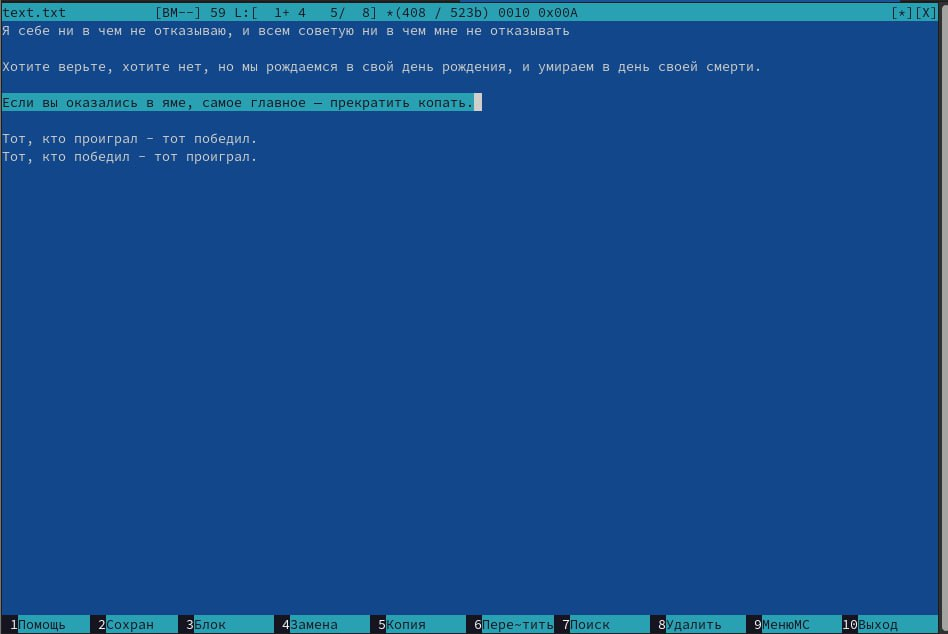 text.txt [BM--] 59 L:[ 1+ 4 5/ 8] *(408 / 523b) 0010 0x00A [*][X]
Я себе ни в чем не отказываю, и всем советую ни в чем мне не отказывать
Хотите верьте, хотите нет, но мы рождаемся в свой день рождения, и умираем в день своей смерти.
Если вы оказались в яме, самое главное — прекратить копать.
Тот, кто проиграл - тот победил.
Тот, кто победил - тот проиграл.
1Помощь 2Сохран 3Блок 4Замена 5Копия 6Пере~тить 7Поиск 8Удалить 9МенюМС 10Выход